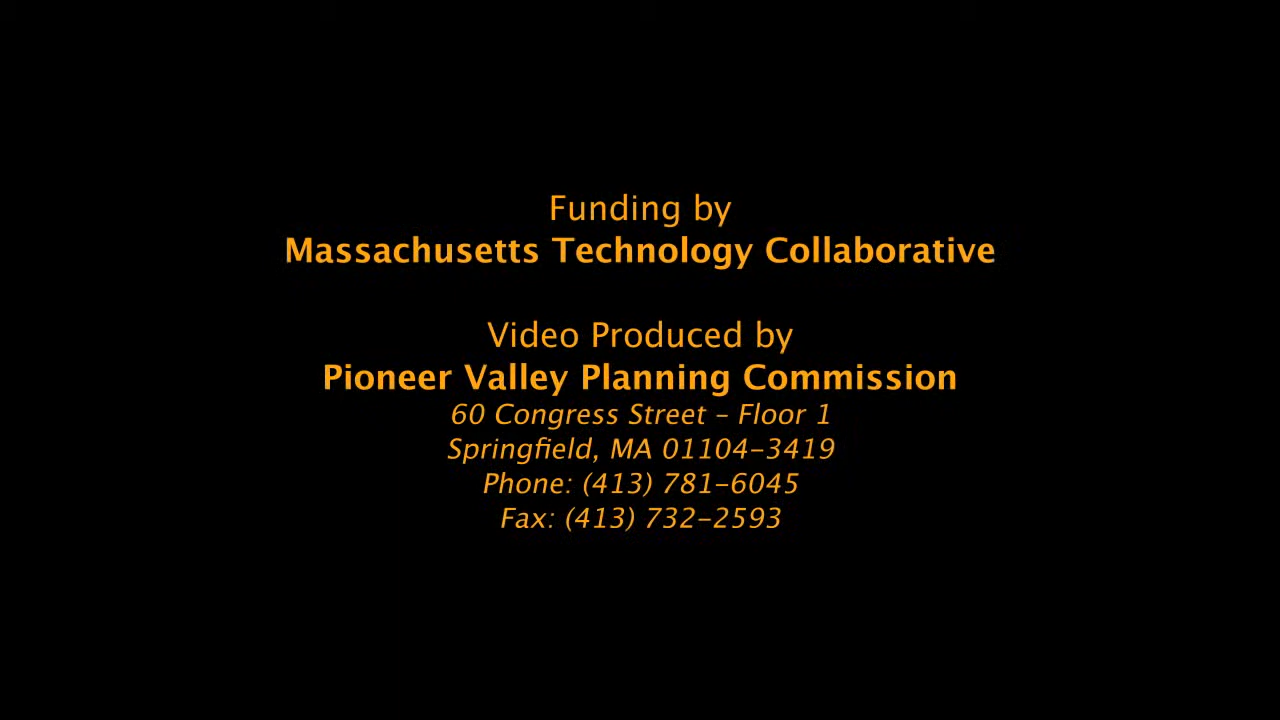 Funding by
Massachusetts Technology Collaborative
Video Produced by
Pioneer Valley Planning Commission
60 Congress Street - Floor 1
Springfield, MA 01104-3419
Phone: (413) 781-6045
Fax: (413) 732-2593